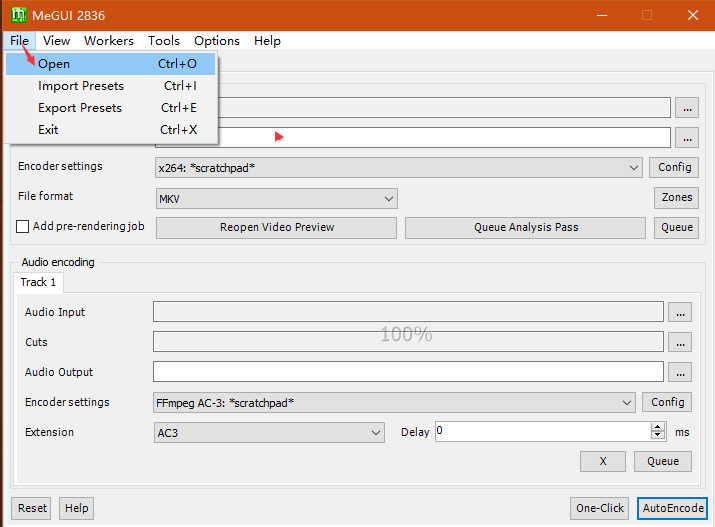 MeGUI 2836
File View Workers Tools Options Help
Open Ctrl+O
Import Presets Ctrl+I
Export Presets Ctrl+E
Exit Ctrl+X
...
...
Encoder settings x264: *scratchpad* Config
File format MKV Zones
Add pre-rendering job Reopen Video Preview Queue Analysis Pass Queue
Audio encoding
Track 1
Audio Input ...
100%
Cuts ...
Audio Output ...
Encoder settings FFmpeg AC-3: *scratchpad* Config
Extension AC3 Delay 0 ms
X Queue
Reset Help One-Click AutoEncode